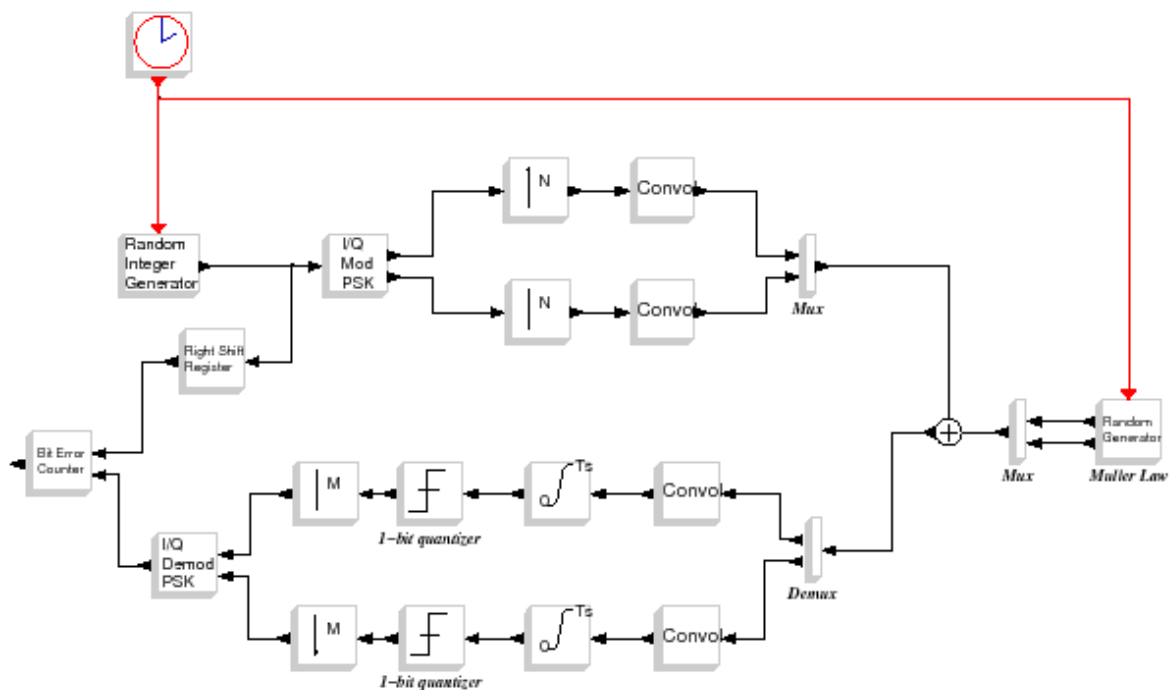 N
Convol
Random
Integer
Generator
I/Q
Mod
PSK
N
Convol
Mux
Right Shift
Register
Random
Generator
Bit Error
Counter
Mux
Muller Law
M
Ts
0
Convol
1-bit quantizer
I/Q
Demod
PSK
Demux
M
Ts
0
Convol
1-bit quantizer